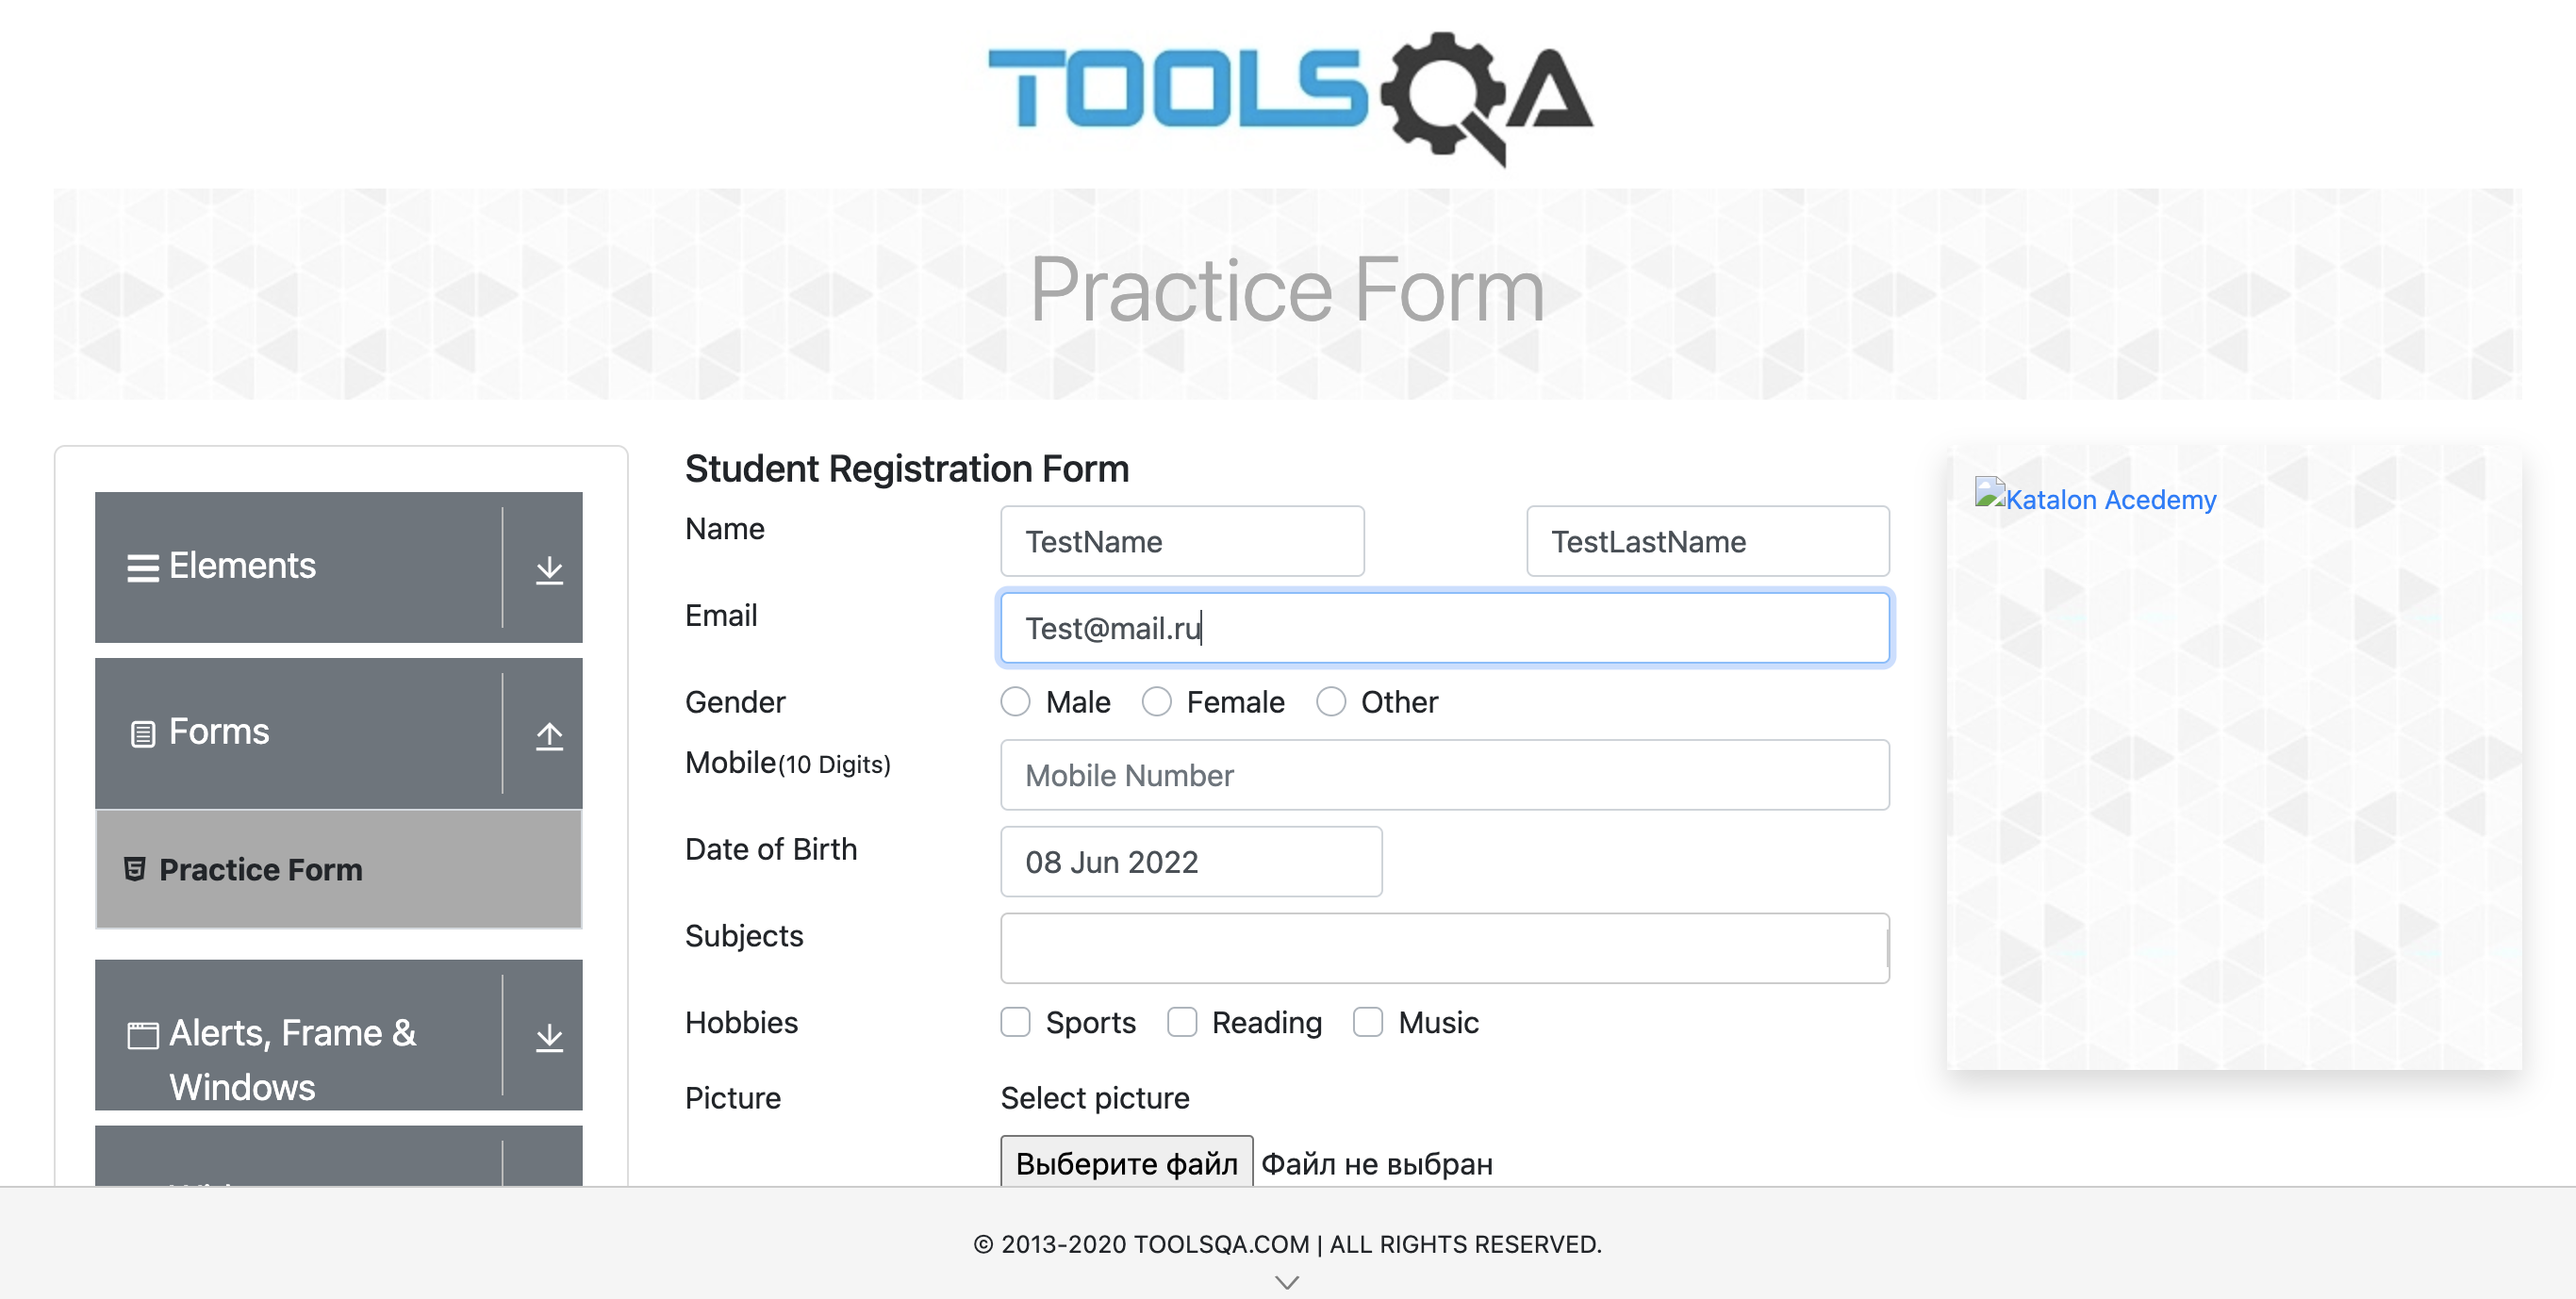 TOOLSQA
Practice Form
Elements
Forms
Practice Form
Alerts, Frame &
Windows
Student Registration Form
Name TestName TestLastName
Email Test@mail.ru
Gender Male Female Other
Mobile(10 Digits) Mobile Number
Date of Birth 08 Jun 2022
Subjects
Hobbies Sports Reading Music
Picture Select picture
Выберите файл Файл не выбран
Katalon Acedemy
© 2013-2020 TOOLSQA.COM | ALL RIGHTS RESERVED.